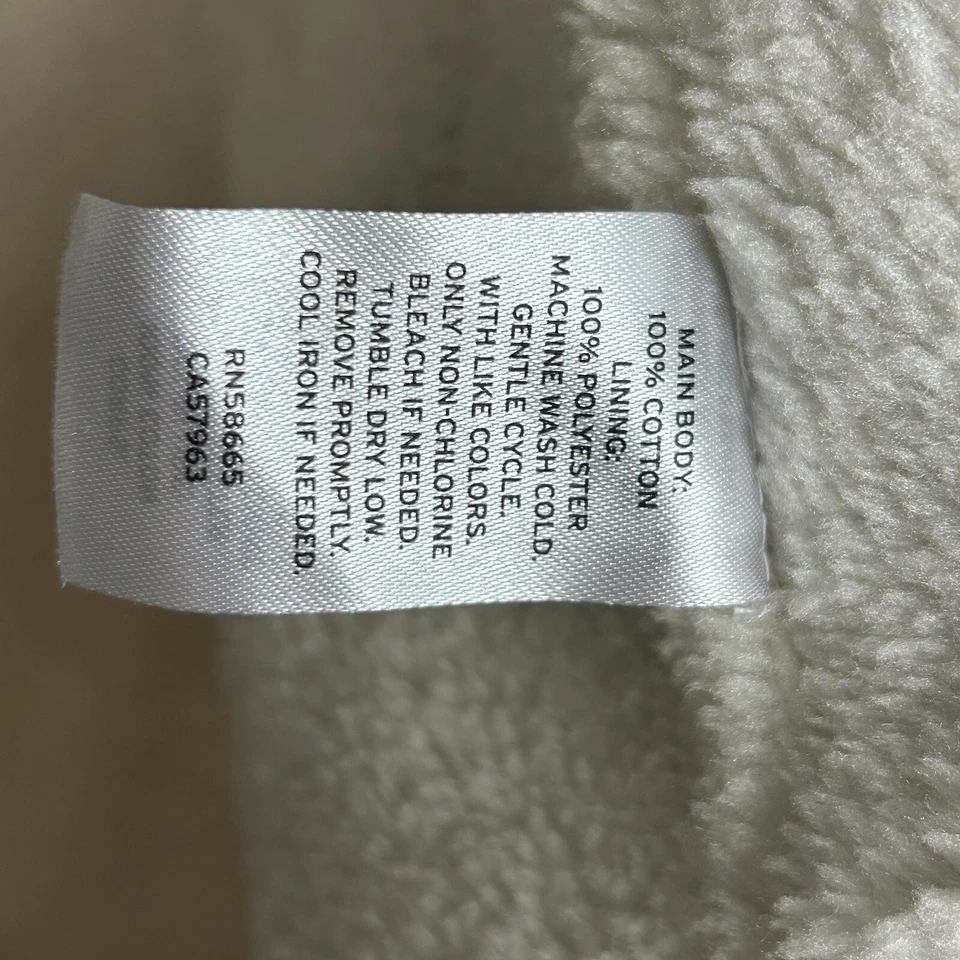 MAIN BODY:
100% COTTON
LINING:
100% POLYESTER
MACHINE WASH COLD.
GENTLE CYCLE.
WITH LIKE COLORS.
ONLY NON-CHLORINE
BLEACH IF NEEDED.
TUMBLE DRY LOW.
REMOVE PROMPTLY.
COOL IRON IF NEEDED.
RN58665
CA57963